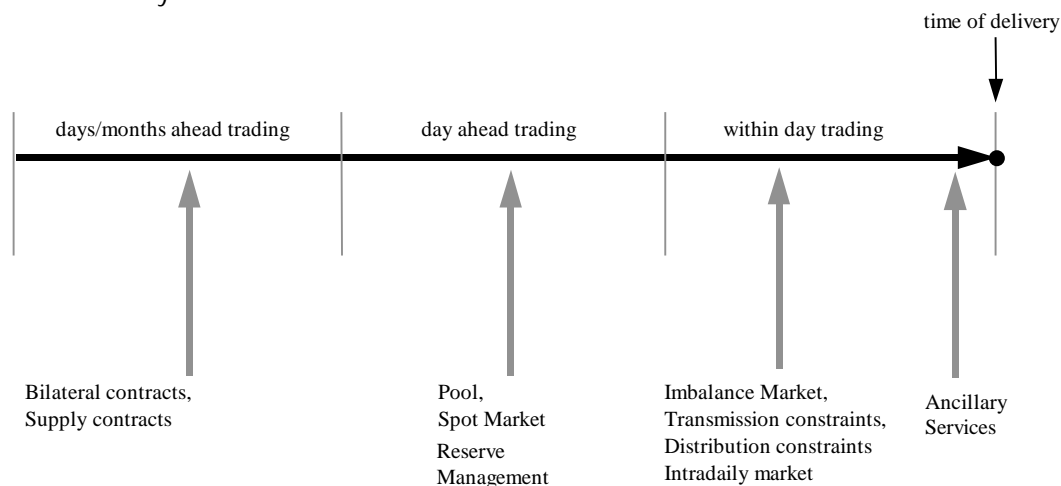 time of delivery
days/months ahead trading
day ahead trading
within day trading
Bilateral contracts,
Supply contracts
Pool,
Spot Market
Reserve
Management
Imbalance Market,
Transmission constraints,
Distribution constraints
Intradaily market
Ancillary
Services